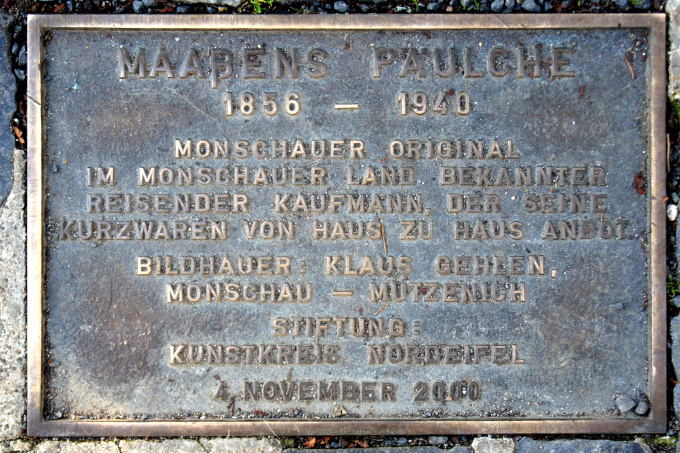 MAAßENS PÄULCHE
1856 – 1940
MONSCHAUER ORIGINAL
IM MONSCHAUER LAND BEKANNTER
REISENDER KAUFMANN, DER SEINE
KURZWAREN VON HAUS ZU HAUS ANBOT.
BILDHAUER: KLAUS GEHLEN,
MONSCHAU – MÜTZENICH
STIFTUNG:
KUNSTKREIS NORDEIFEL
4. NOVEMBER 2000